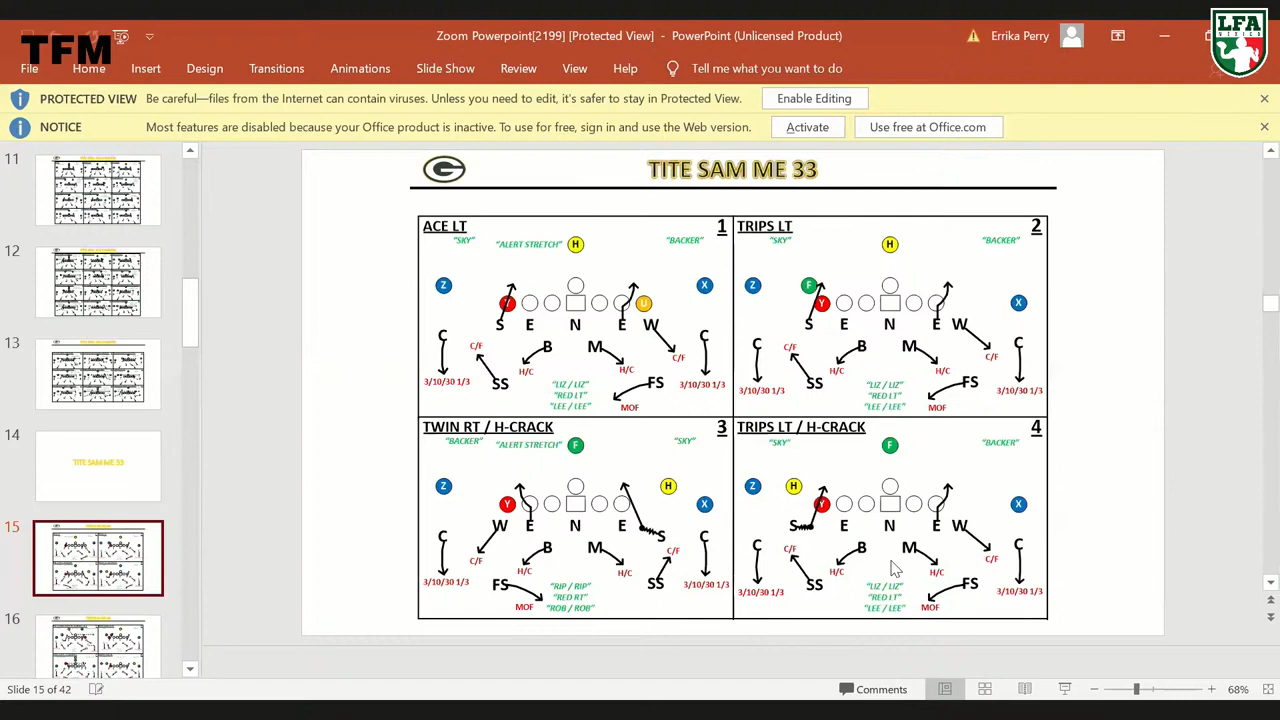 TFM
Zoom Powerpoint[2199] [Protected View] - PowerPoint (Unlicensed Product)
Errika Perry
LFA
MEXICO
File Home Insert Design Transitions Animations Slide Show Review View Help Tell me what you want to do
PROTECTED VIEW Be careful—files from the Internet can contain viruses. Unless you need to edit, it's safer to stay in Protected View. Enable Editing
NOTICE Most features are disabled because your Office product is inactive. To use for free, sign in and use the Web version. Activate Use free at Office.com
11
12
13
14
TITE SAM ME 33
15
16
G TITE SAM ME 33
ACE LT 1
"SKY" "ALERT STRETCH" H "BACKER"
Z X
U
S E N E W
C C
C/F B M C/F
H/C H/C
SS FS
3/10/30 1/3 "LIZ / LIZ" 3/10/30 1/3
"RED LT"
"LEE / LEE" MOF
TRIPS LT 2
"SKY" H "BACKER"
Z F
Y X
S E N E W
C C
C/F B M C/F
H/C H/C
SS FS
3/10/30 1/3 "LIZ / LIZ" 3/10/30 1/3
"RED LT"
"LEE / LEE" MOF
TWIN RT / H-CRACK 3
"BACKER" "ALERT STRETCH" F "SKY"
Z H
Y X
W E N E S
C C
C/F B M C/F
H/C H/C
FS SS
3/10/30 1/3 "RIP / RIP" 3/10/30 1/3
"RED RT"
MOF "ROB / ROB"
TRIPS LT / H-CRACK 4
"SKY" F "BACKER"
Z H
Y X
S E N E W
C C
C/F B M C/F
H/C H/C
SS FS
3/10/30 1/3 "LIZ / LIZ" 3/10/30 1/3
"RED LT"
"LEE / LEE" MOF
Slide 15 of 42 Comments 68%